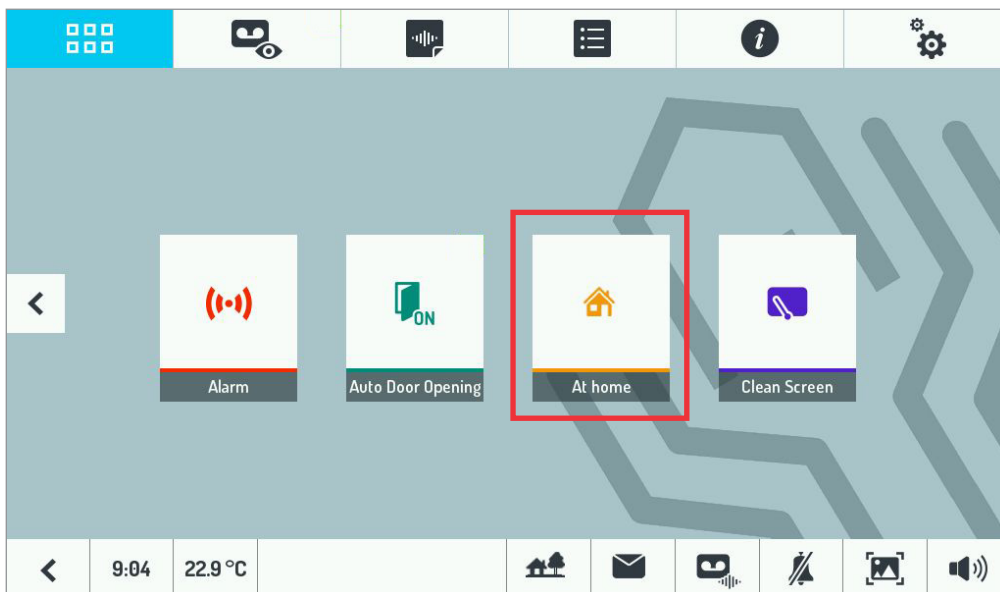 i
ON
Alarm
Auto Door Opening
At home
Clean Screen
9:04
22.9 °C